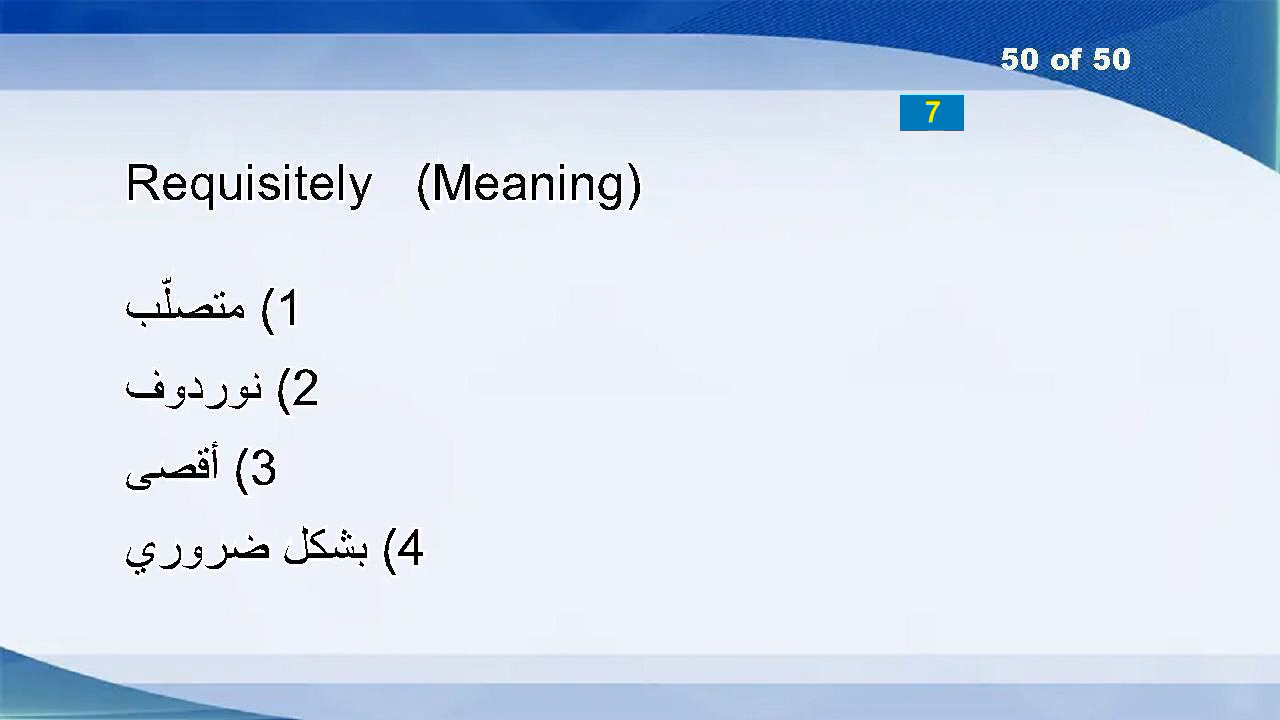 50 of 50
7
Requisitely (Meaning)
1) متصلّب
2) نوردوف
3) أقصى
4) بشكل ضروري